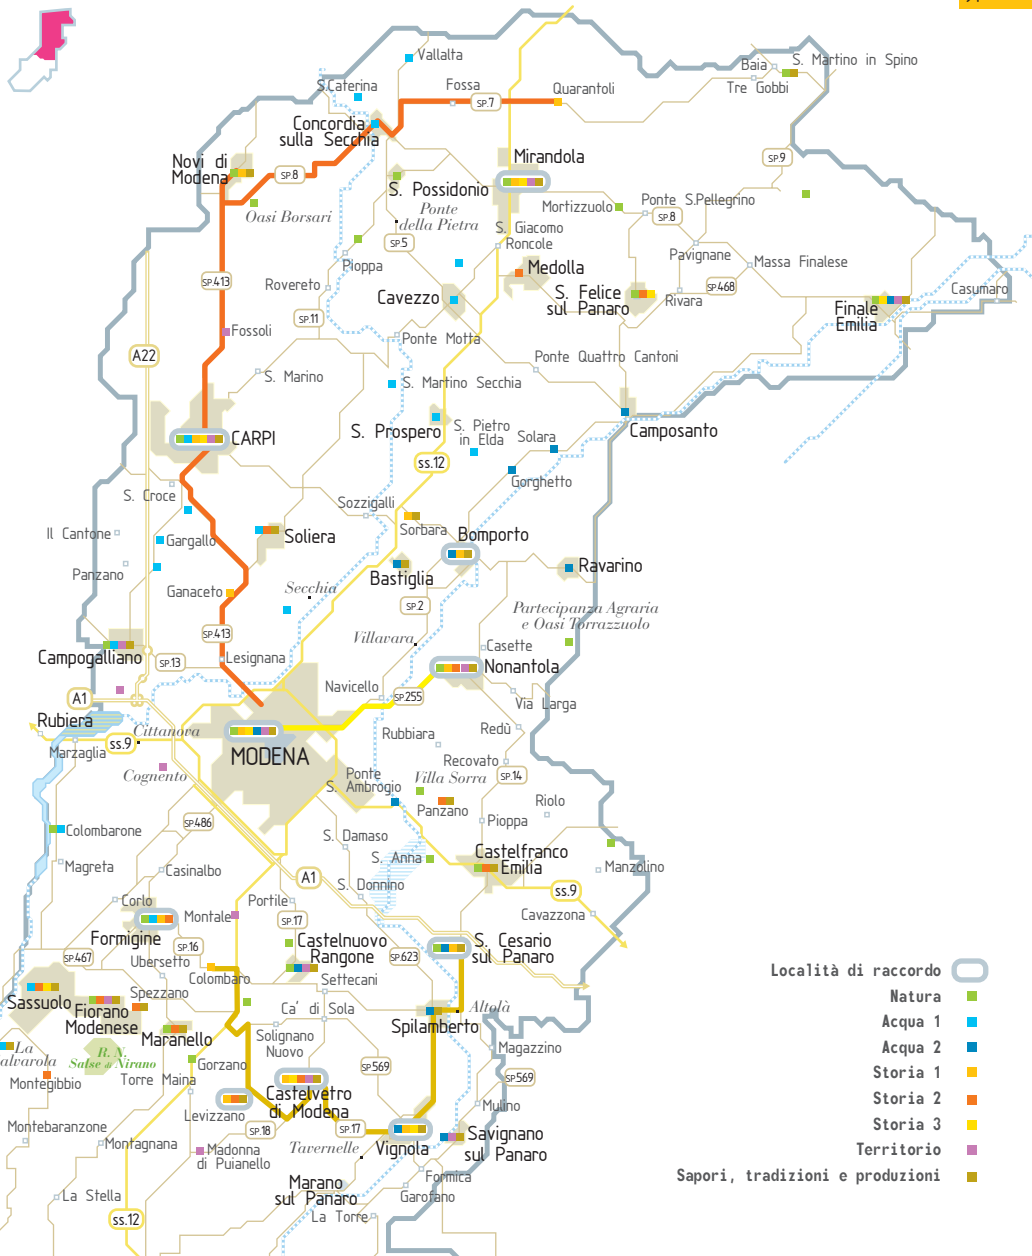 Vallalta
Baia
S. Martino in Spino
Tre Gobbi
S.Caterina
Fossa
Quarantoli
SP.7
Concordia
sulla Secchia
SP.9
Novi di
Modena
SP.8
Mirandola
S. Possidonio
Oasi Borsari
Ponte
della Pietra
Mortizzuolo
Ponte S.Pellegrino
SP.8
S. Giacomo
Roncole
SP.5
Pioppa
Pavignane
Massa Finalese
Medolla
SP.413
Rovereto
Cavezzo
S. Felice
sul Panaro
Rivara
SP.468
Casumaro
Finale
Emilia
SP.11
Fossoli
Ponte Motta
A22
Ponte Quattro Cantoni
S. Marino
S. Martino Secchia
CARPI
S. Prospero
S. Pietro
in Elda
Solara
Camposanto
ss.12
Gorghetto
S. Croce
Sozzigalli
Il Cantone
Gargallo
Soliera
Sorbara
Bomporto
Panzano
Bastiglia
Ravarino
Ganaceto
Secchia
SP.2
Partecipanza Agraria
e Oasi Torrazzuolo
SP.413
Villavara
Casette
Campogalliano
SP.13
Lesignana
Nonantola
A1
Navicello
SP.255
Via Larga
Rubiera
Cittanova
MODENA
Rubbiara
Redù
Marzaglia
ss.9
Recovato
Cognento
Ponte
S. Ambrogio
Villa Sorra
SP.14
Panzano
Riolo
SP.486
Pioppa
Colombarone
S. Damaso
S. Anna
Castelfranco
Emilia
Magreta
Casinalbo
A1
S. Donnino
Manzolino
ss.9
Corlo
Montale
Portile
Cavazzona
SP.17
Formigine
SP.16
Castelnuovo
Rangone
S. Cesario
sul Panaro
SP.467
SP.623
Ubersetto
Colombaro
Settecani
Sassuolo
Spezzano
Fiorano
Modenese
Ca' di Sola
Altolà
Spilamberto
Maranello
Solignano
Nuovo
La
alvarola
R. N.
Salse di Nirano
Magazzino
Montegibbio
Torre Maina
Gorzano
SP.569
SP.569
Castelvetro
di Modena
Levizzano
Mulino
Montebaranzone
SP.18
SP.17
Montagnana
Madonna
di Puianello
Tavernelle
Vignola
Savignano
sul Panaro
Marano
sul Panaro
Formica
La Stella
Garofano
ss.12
La Torre
Località di raccordo
Natura
Acqua 1
Acqua 2
Storia 1
Storia 2
Storia 3
Territorio
Sapori, tradizioni e produzioni